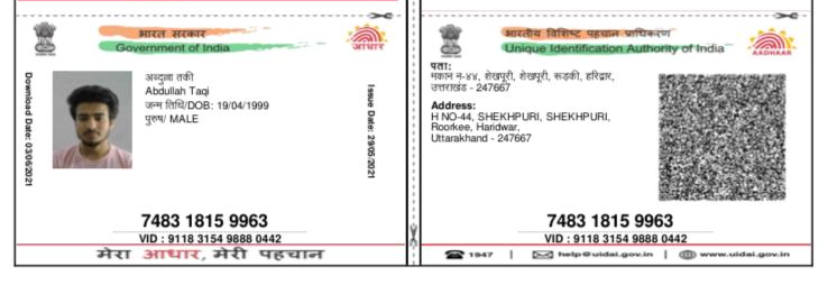 भारत सरकार
Government of India
आधार
Download Date: 03/06/2021
अब्दुल्ला तकी
Abdullah Taqi
जन्म तिथि/DOB: 19/04/1999
पुरुष/ MALE
Issue Date: 29/05/2021
7483 1815 9963
VID : 9118 3154 9888 0442
मेरा आधार, मेरी पहचान
भारतीय विशिष्ट पहचान प्राधिकरण
Unique Identification Authority of India
AADHAAR
पता:
मकान न-४४, शेखपुरी, शेखपुरी, रूड़की, हरिद्वार,
उत्तराखंड - 247667
Address:
H NO-44, SHEKHPURI, SHEKHPURI,
Roorkee, Haridwar,
Uttarakhand - 247667
7483 1815 9963
VID : 9118 3154 9888 0442
1947 | help@uidai.gov.in | www.uidai.gov.in